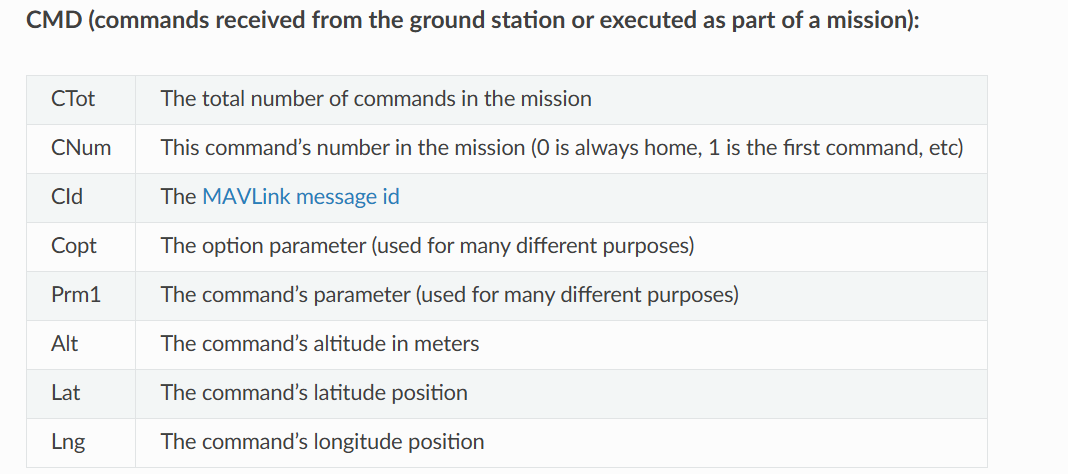 CMD (commands received from the ground station or executed as part of a mission):
CTot The total number of commands in the mission
CNum This command's number in the mission (0 is always home, 1 is the first command, etc)
CId The MAVLink message id
Copt The option parameter (used for many different purposes)
Prm1 The command's parameter (used for many different purposes)
Alt The command's altitude in meters
Lat The command's latitude position
Lng The command's longitude position